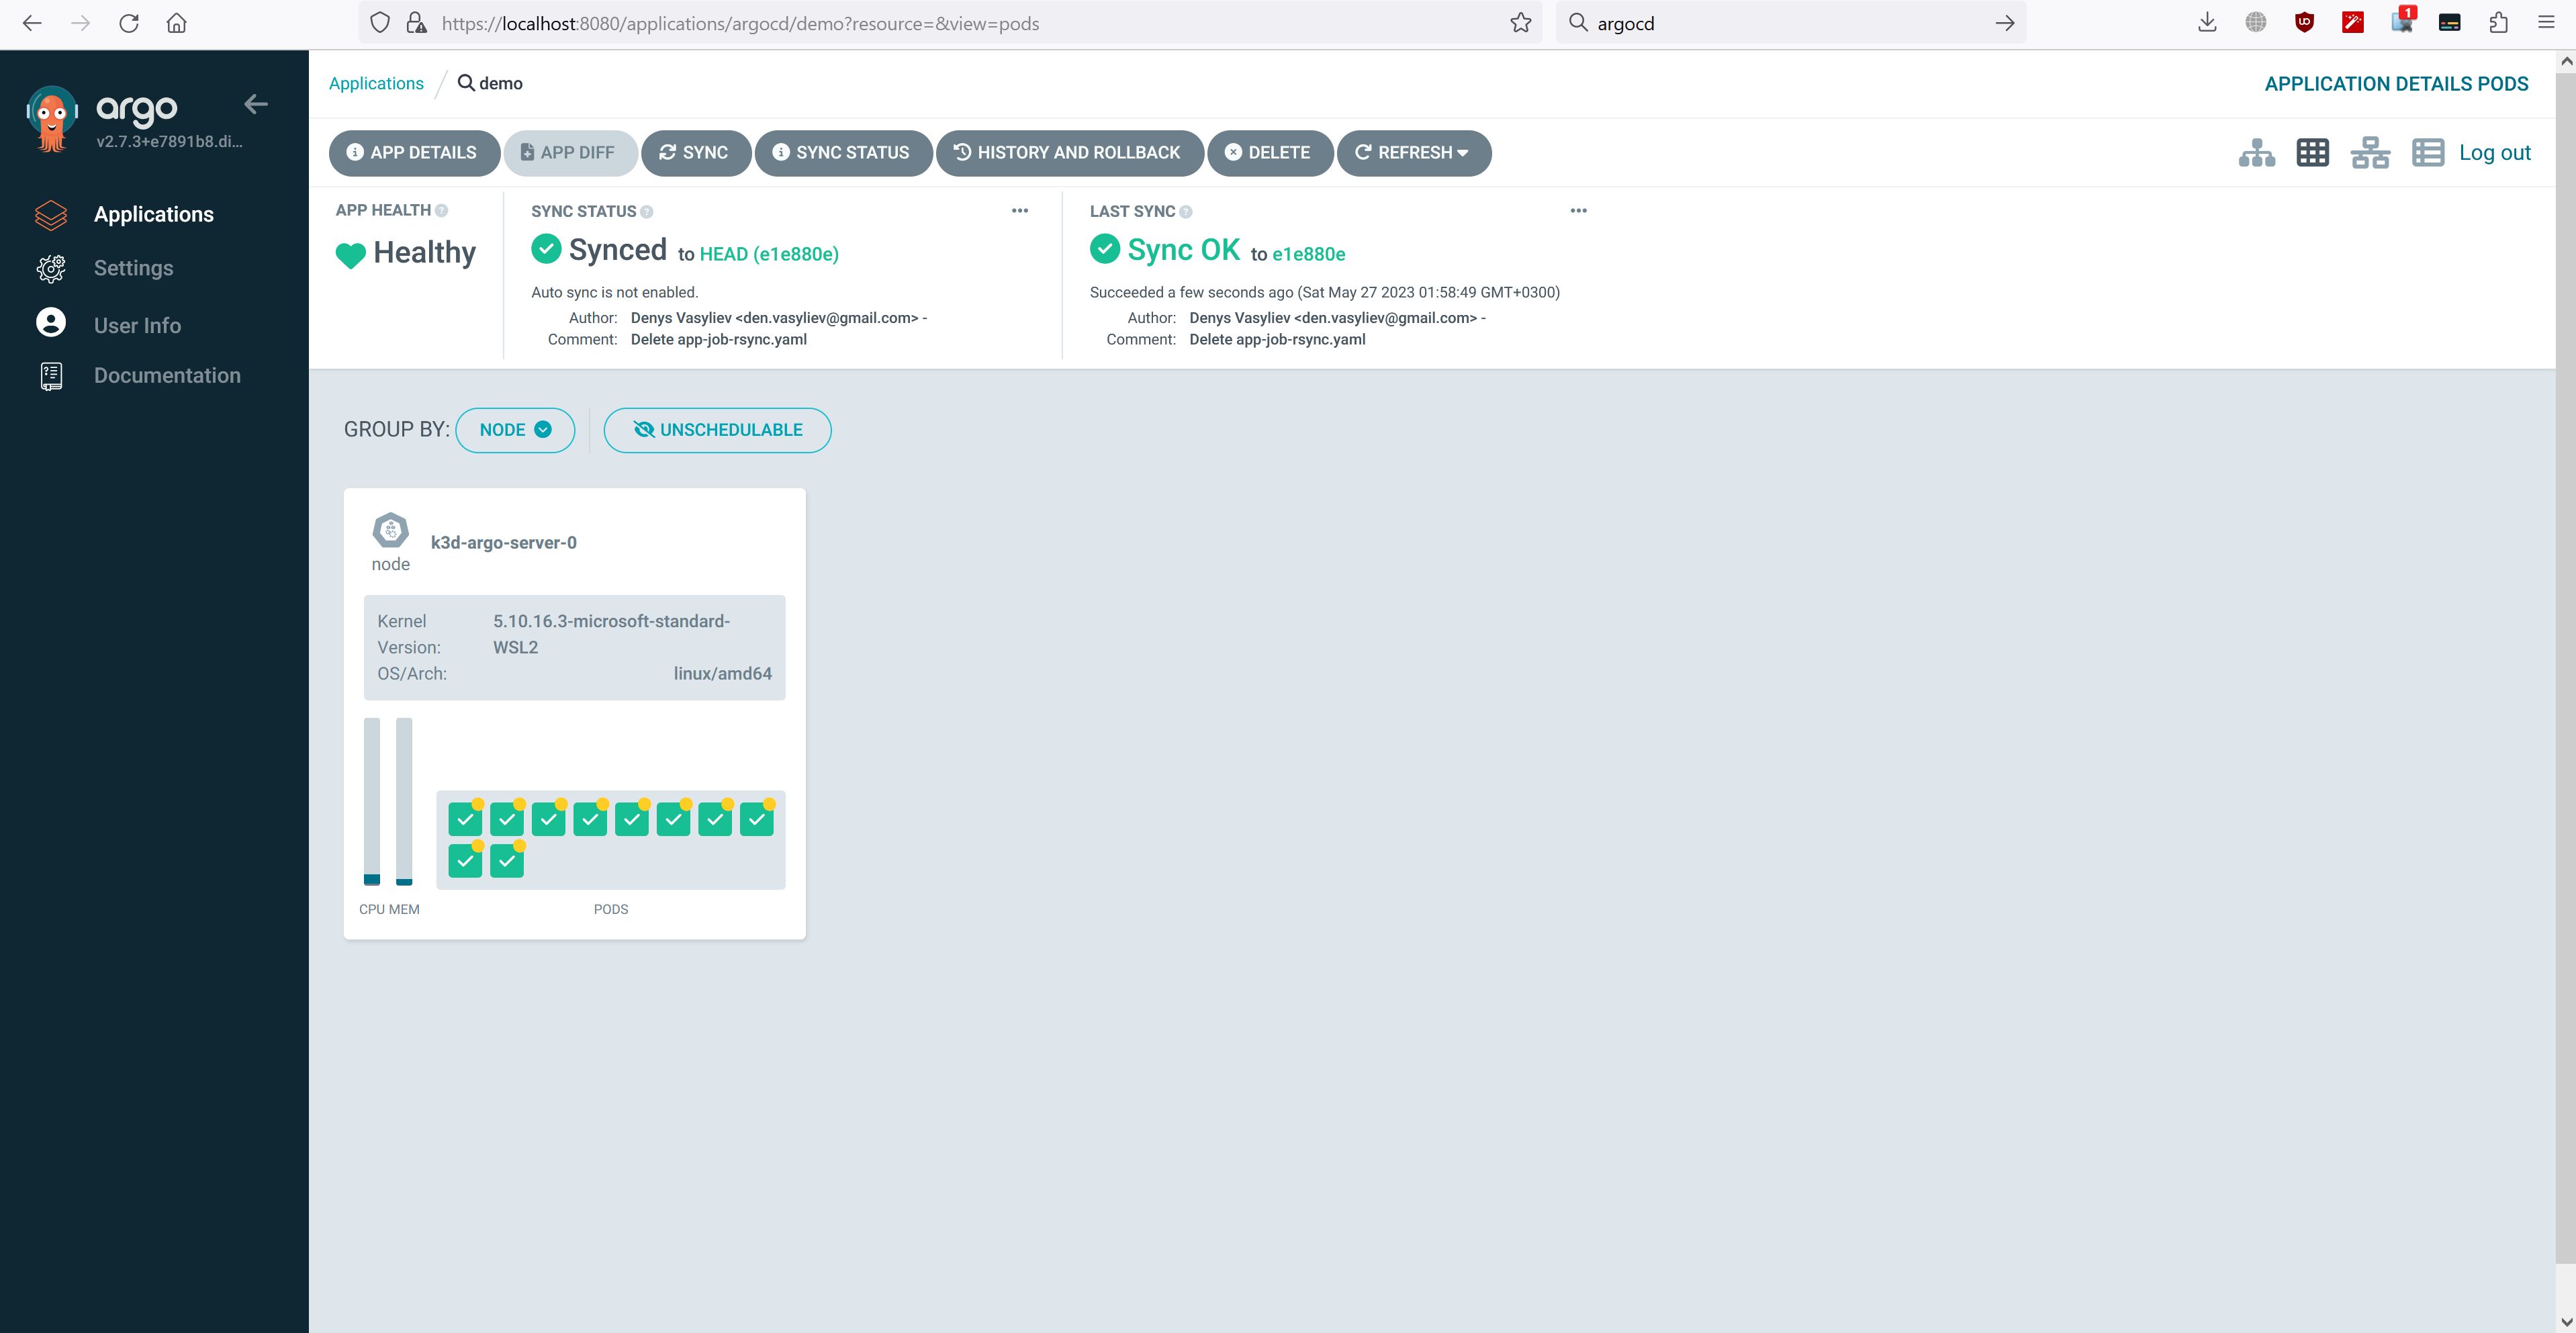 https://localhost:8080/applications/argocd/demo?resource=&view=pods
argocd
1
argo
v2.7.3+e7891b8.di...
Applications
Settings
User Info
Documentation
Applications / demo
APPLICATION DETAILS PODS
APP DETAILS
APP DIFF
SYNC
SYNC STATUS
HISTORY AND ROLLBACK
DELETE
REFRESH
Log out
APP HEALTH
Healthy
SYNC STATUS
Synced to HEAD (e1e880e)
Auto sync is not enabled.
Author: Denys Vasyliev <den.vasyliev@gmail.com> -
Comment: Delete app-job-rsync.yaml
LAST SYNC
Sync OK to e1e880e
Succeeded a few seconds ago (Sat May 27 2023 01:58:49 GMT+0300)
Author: Denys Vasyliev <den.vasyliev@gmail.com> -
Comment: Delete app-job-rsync.yaml
GROUP BY: NODE
UNSCHEDULABLE
node
k3d-argo-server-0
Kernel Version: 5.10.16.3-microsoft-standard-WSL2
OS/Arch: linux/amd64
CPU MEM
PODS